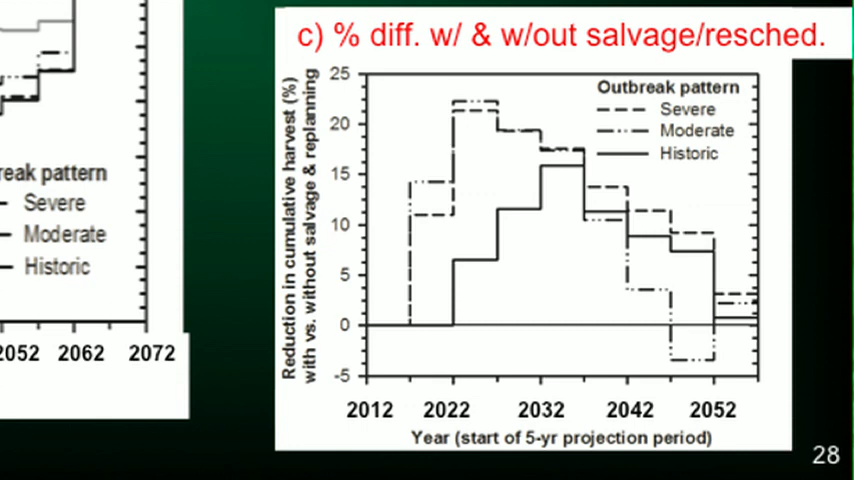 reak pattern
Severe
Moderate
Historic
2052 2062 2072
c) % diff. w/ & w/out salvage/resched.
Reduction in cumulative harvest (%)
with vs. without salvage & replanning
25
20
15
10
5
0
-5
Outbreak pattern
Severe
Moderate
Historic
2012 2022 2032 2042 2052
Year (start of 5-yr projection period)
28